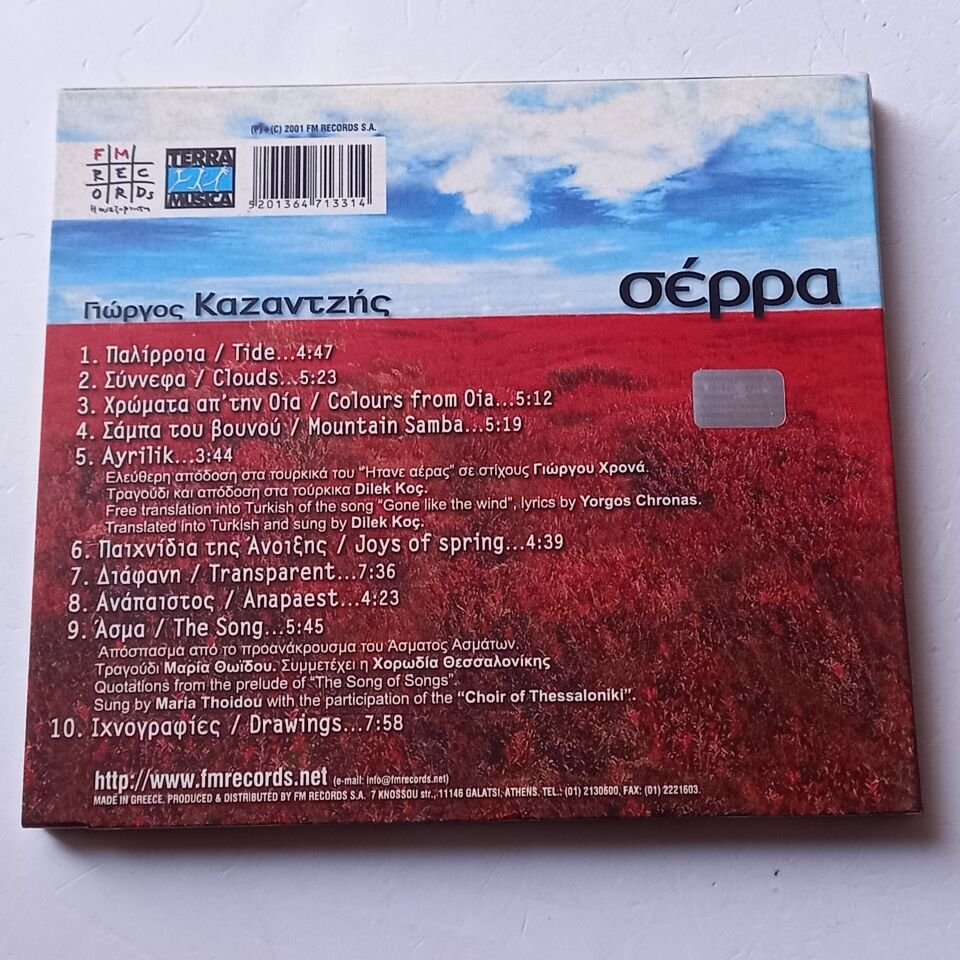 (P)+(C) 2001 FM RECORDS S.A.
FM
REC
ORDs
TERRA
MUSICA
5201364713314
Γιώργος Καζαντζής
σέρρα
1. Παλίρροια / Tide...4:47
2. Σύννεφα / Clouds...5:23
3. Χρώματα απ'την Οία / Colours from Oia...5:12
4. Σάμπα του βουνού / Mountain Samba...5:19
5. Ayrilik...3:44
Ελεύθερη απόδοση στα τουρκικά του "Ητανε αέρας" σε στίχους Γιώργου Χρονά.
Τραγούδι και απόδοση στα τούρκικα Dilek Koç.
Free translation into Turkish of the song "Gone like the wind", lyrics by Yorgos Chronas.
Translated into Turkish and sung by Dilek Koç.
6. Παιχνίδια της Άνοιξης / Joys of spring...4:39
7. Διάφανη / Transparent...7:36
8. Ανάπαιστος / Anapaest...4:23
9. Άσμα / The Song...5:45
Απόσπασμα από το προανάκρουσμα του Άσματος Ασμάτων.
Τραγούδι Μαρία Θωΐδου. Συμμετέχει η Χορωδία Θεσσαλονίκης
Quotations from the prelude of "The Song of Songs".
Sung by Maria Thoidou with the participation of the "Choir of Thessaloniki".
10. Ιχνογραφίες / Drawings...7:58
http://www.fmrecords.net (e-mail: info@fmrecords.net)
MADE IN GREECE. PRODUCED & DISTRIBUTED BY FM RECORDS S.A. 7 KNOSSOU str., 11146 GALATSI, ATHENS. TEL.: (01) 2130600, FAX: (01) 2221603.